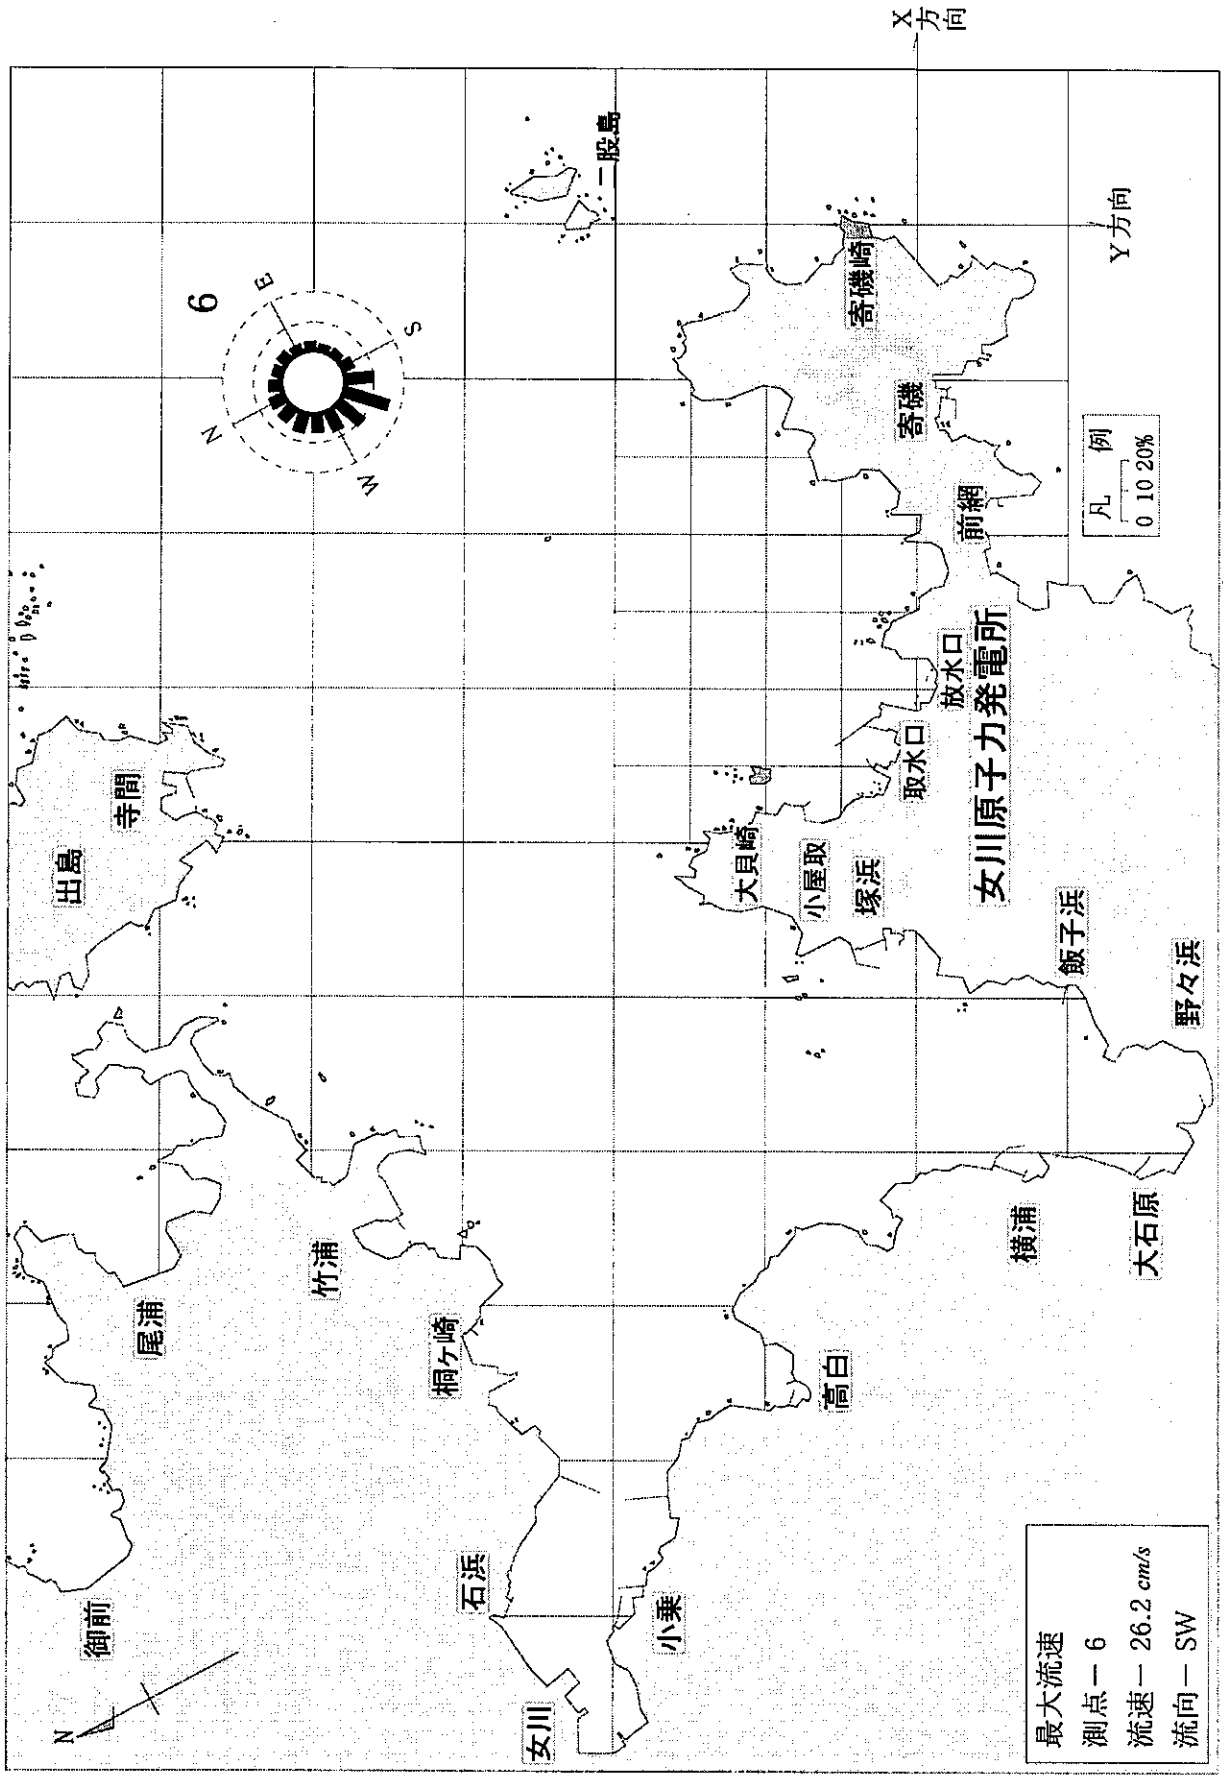 X
方向
Y方向
二股島
6
N
E
S
W
寄磯崎
寄磯
前網
凡 例
0 10 20%
放水口
女川原子力発電所
取水口
寺間
出島
大貝崎
小屋取
塚浜
飯子浜
野々浜
横浦
大石原
竹浦
尾浦
桐ケ崎
高白
石浜
小乗
御前
女川
N
最大流速
測点－6
流速－26.2 cm/s
流向－SW